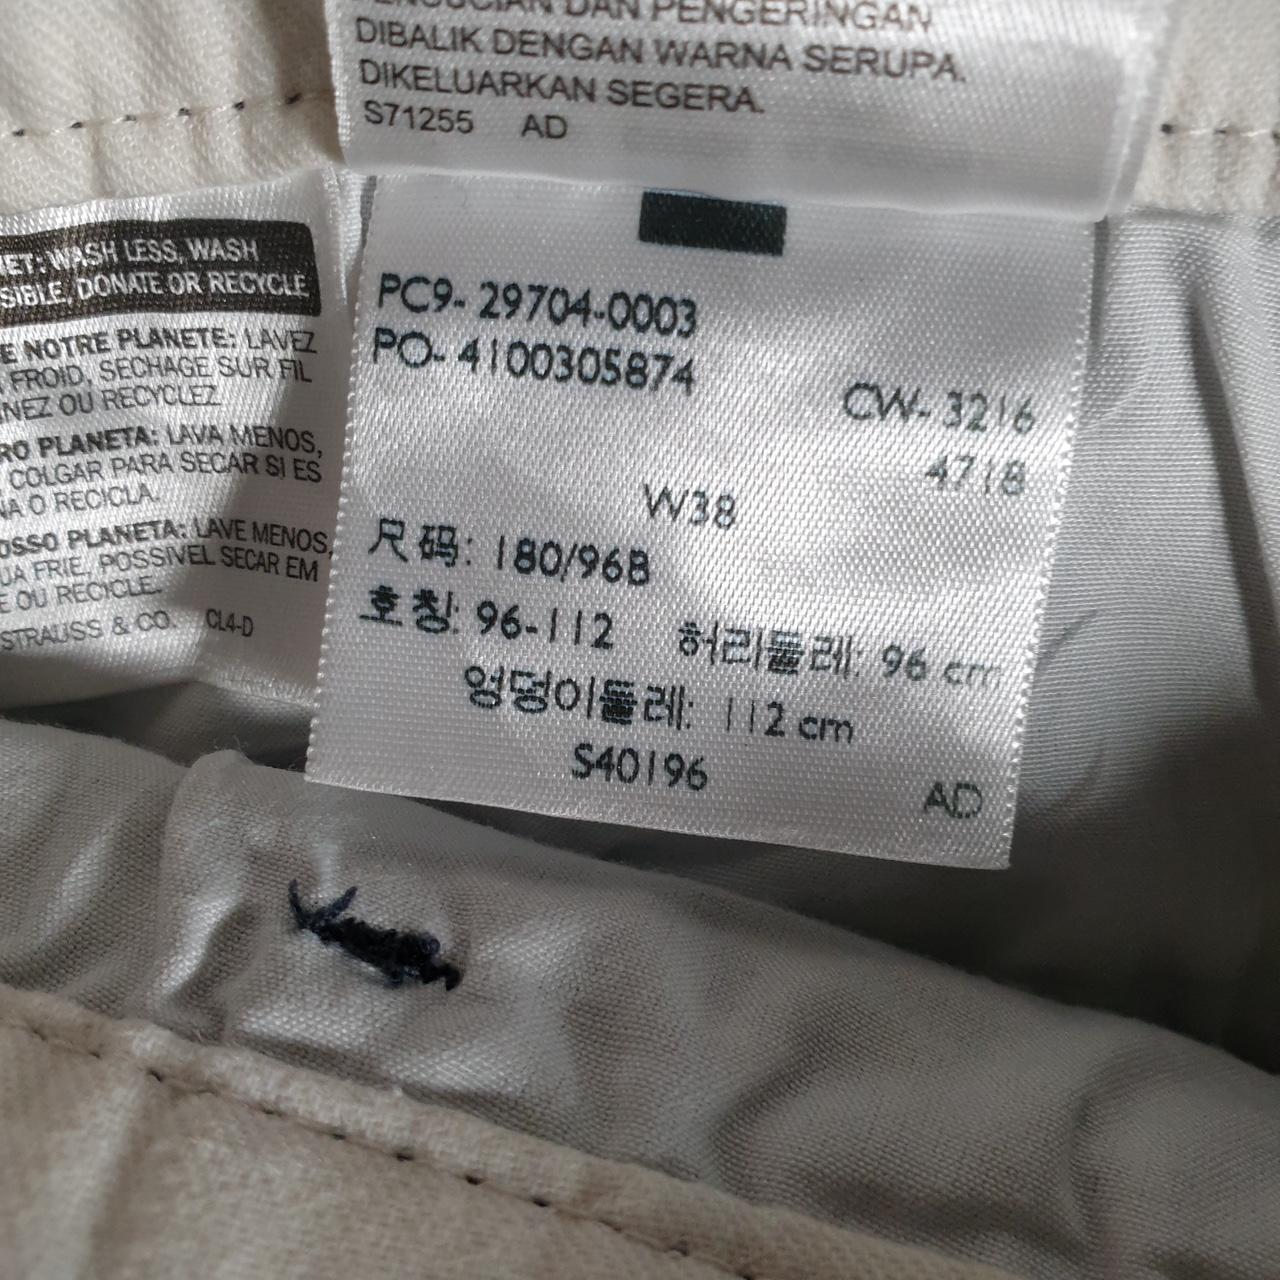 DAN PENGERINGAN
DIBALIK DENGAN WARNA SERUPA.
DIKELUARKAN SEGERA.
S71255 AD
WASH LESS, WASH
DONATE OR RECYCLE
NOTRE PLANETE: LAVEZ
FROID, SECHAGE SUR FIL
OU RECYCLEZ
PLANETA: LAVA MENOS,
COLGAR PARA SECAR SI ES
O RECICLA.
PLANETA: LAVE MENOS,
FRIE, POSSIVEL SECAR EM
OU RECICLE.
STRAUSS & CO. CL4-D
PC9- 29704-0003
PO- 4100305874
CW- 3216
4718
W38
尺码: 180/96B
호칭: 96-112 허리둘레: 96 cm
엉덩이둘레: 112 cm
S40196
AD